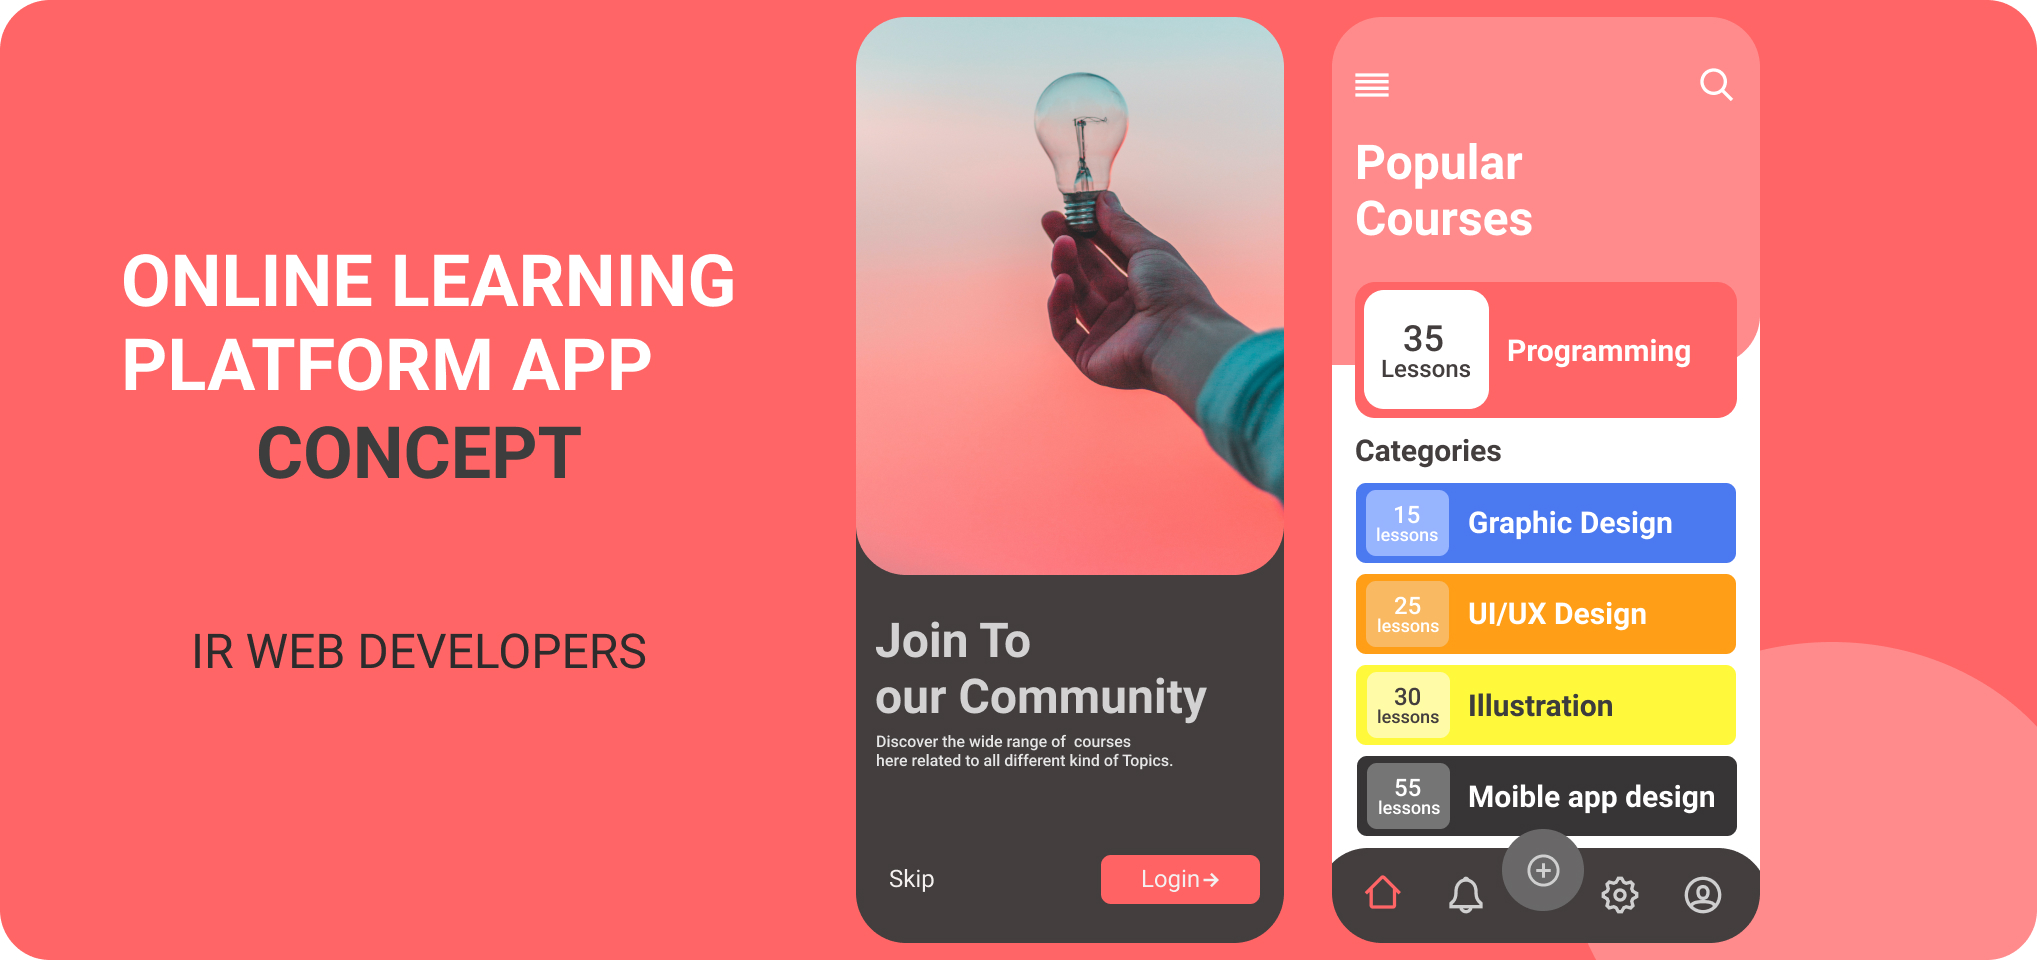 ONLINE LEARNING
PLATFORM APP
CONCEPT
IR WEB DEVELOPERS
Join To
our Community
Discover the wide range of  courses
here related to all different kind of Topics.
Skip
Login→
Popular
Courses
35
Lessons
Programming
Categories
15
lessons
Graphic Design
25
lessons
UI/UX Design
30
lessons
Illustration
55
lessons
Moible app design